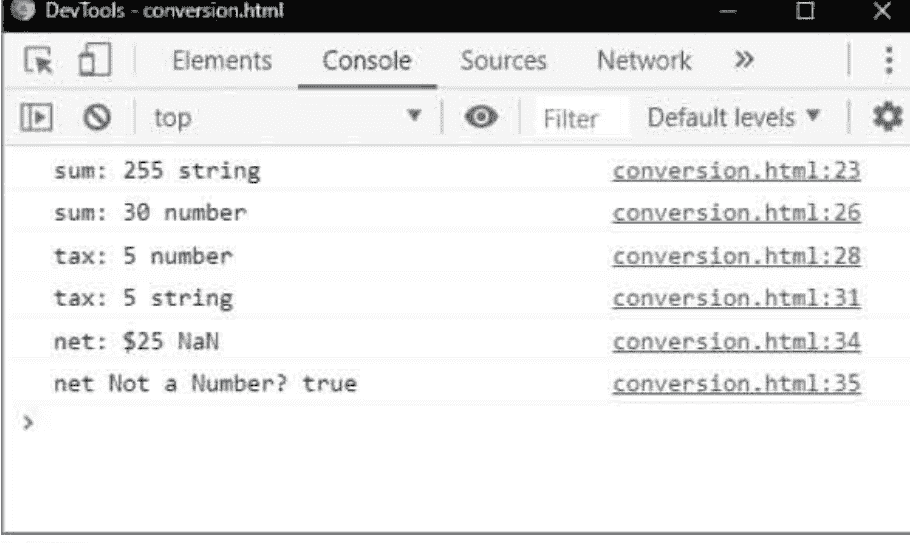 DevTools - conversion.html
Elements Console Sources Network »
top Filter Default levels
sum: 255 string conversion.html:23
sum: 30 number conversion.html:26
tax: 5 number conversion.html:28
tax: 5 string conversion.html:31
net: $25 NaN conversion.html:34
net Not a Number? true conversion.html:35
>